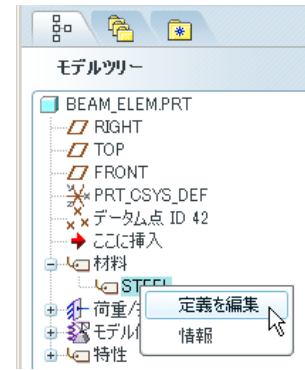 モデルツリー
BEAM_ELEM.PRT
RIGHT
TOP
FRONT
PRT_CSYS_DEF
データム点 ID 42
ここに挿入
材料
STEEL
定義を編集
荷重/
情報
モデル
特性